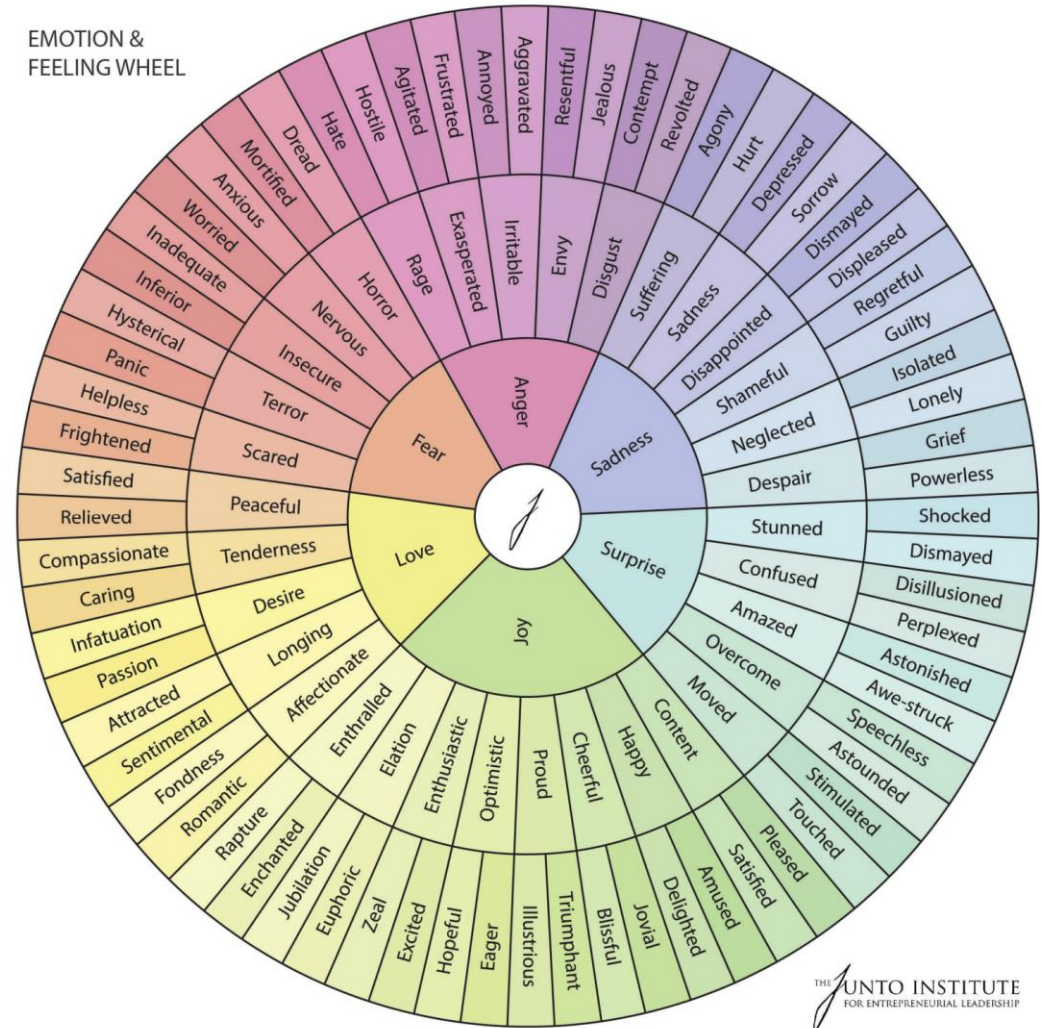 EMOTION &
FEELING WHEEL
Anger
Sadness
Surprise
Joy
Love
Fear
Rage
Exasperated
Irritable
Envy
Disgust
Suffering
Sadness
Disappointed
Shameful
Neglected
Despair
Stunned
Confused
Amazed
Overcome
Moved
Content
Happy
Cheerful
Proud
Optimistic
Enthusiastic
Elation
Enthralled
Affectionate
Longing
Desire
Tenderness
Peaceful
Scared
Terror
Insecure
Nervous
Horror
Hate
Hostile
Agitated
Frustrated
Annoyed
Aggravated
Resentful
Jealous
Contempt
Revolted
Agony
Hurt
Depressed
Sorrow
Dismayed
Displeased
Regretful
Guilty
Isolated
Lonely
Grief
Powerless
Shocked
Dismayed
Disillusioned
Perplexed
Astonished
Awe-struck
Speechless
Astounded
Stimulated
Touched
Pleased
Satisfied
Amused
Delighted
Jovial
Blissful
Triumphant
Illustrious
Eager
Hopeful
Excited
Zeal
Euphoric
Jubilation
Enchanted
Rapture
Romantic
Fondness
Sentimental
Attracted
Passion
Infatuation
Caring
Compassionate
Relieved
Satisfied
Frightened
Helpless
Panic
Hysterical
Inferior
Inadequate
Worried
Anxious
Mortified
Dread
J
THE JUNTO INSTITUTE
FOR ENTREPRENEURIAL LEADERSHIP